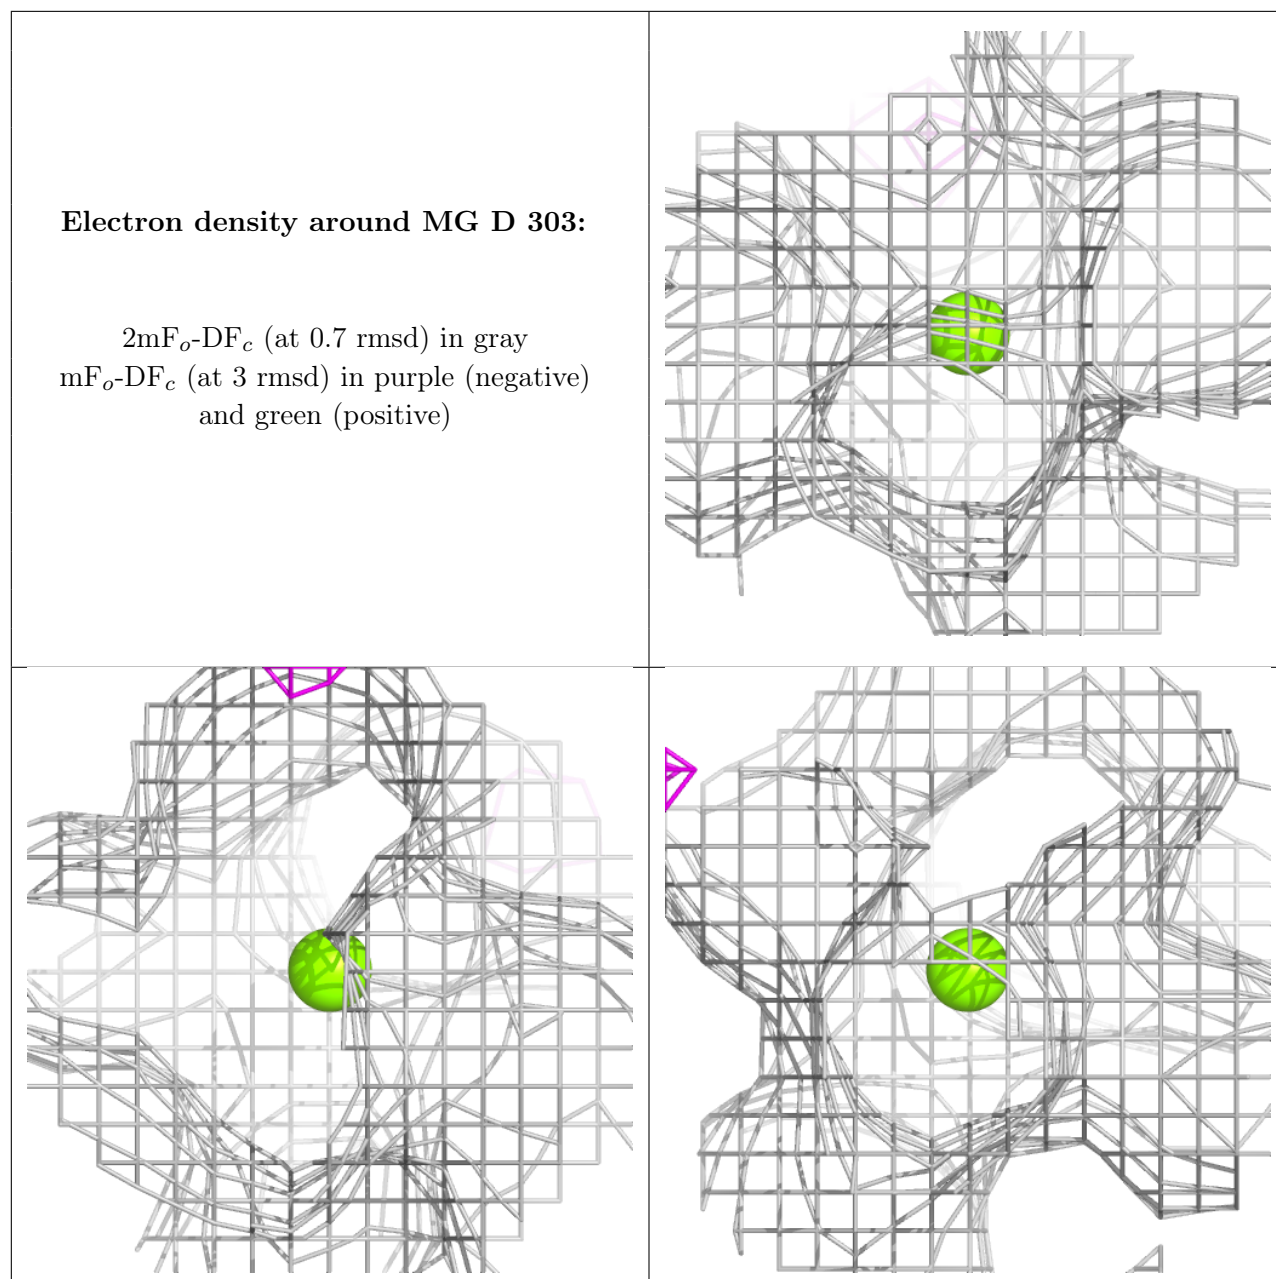 Electron density around MG D 303:
2mFo-DFc (at 0.7 rmsd) in gray
mFo-DFc (at 3 rmsd) in purple (negative)
and green (positive)